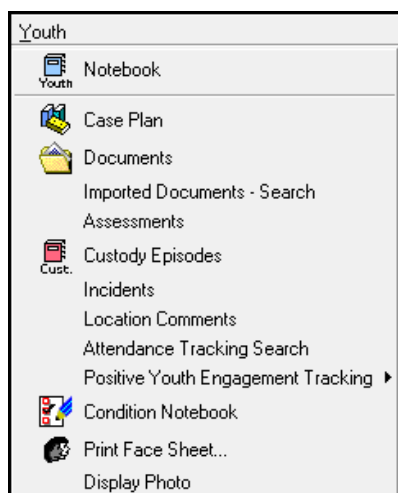 Youth
Youth
Notebook
Case Plan
Documents
Imported Documents - Search
Assessments
Cust.
Custody Episodes
Incidents
Location Comments
Attendance Tracking Search
Positive Youth Engagement Tracking
Condition Notebook
Print Face Sheet...
Display Photo